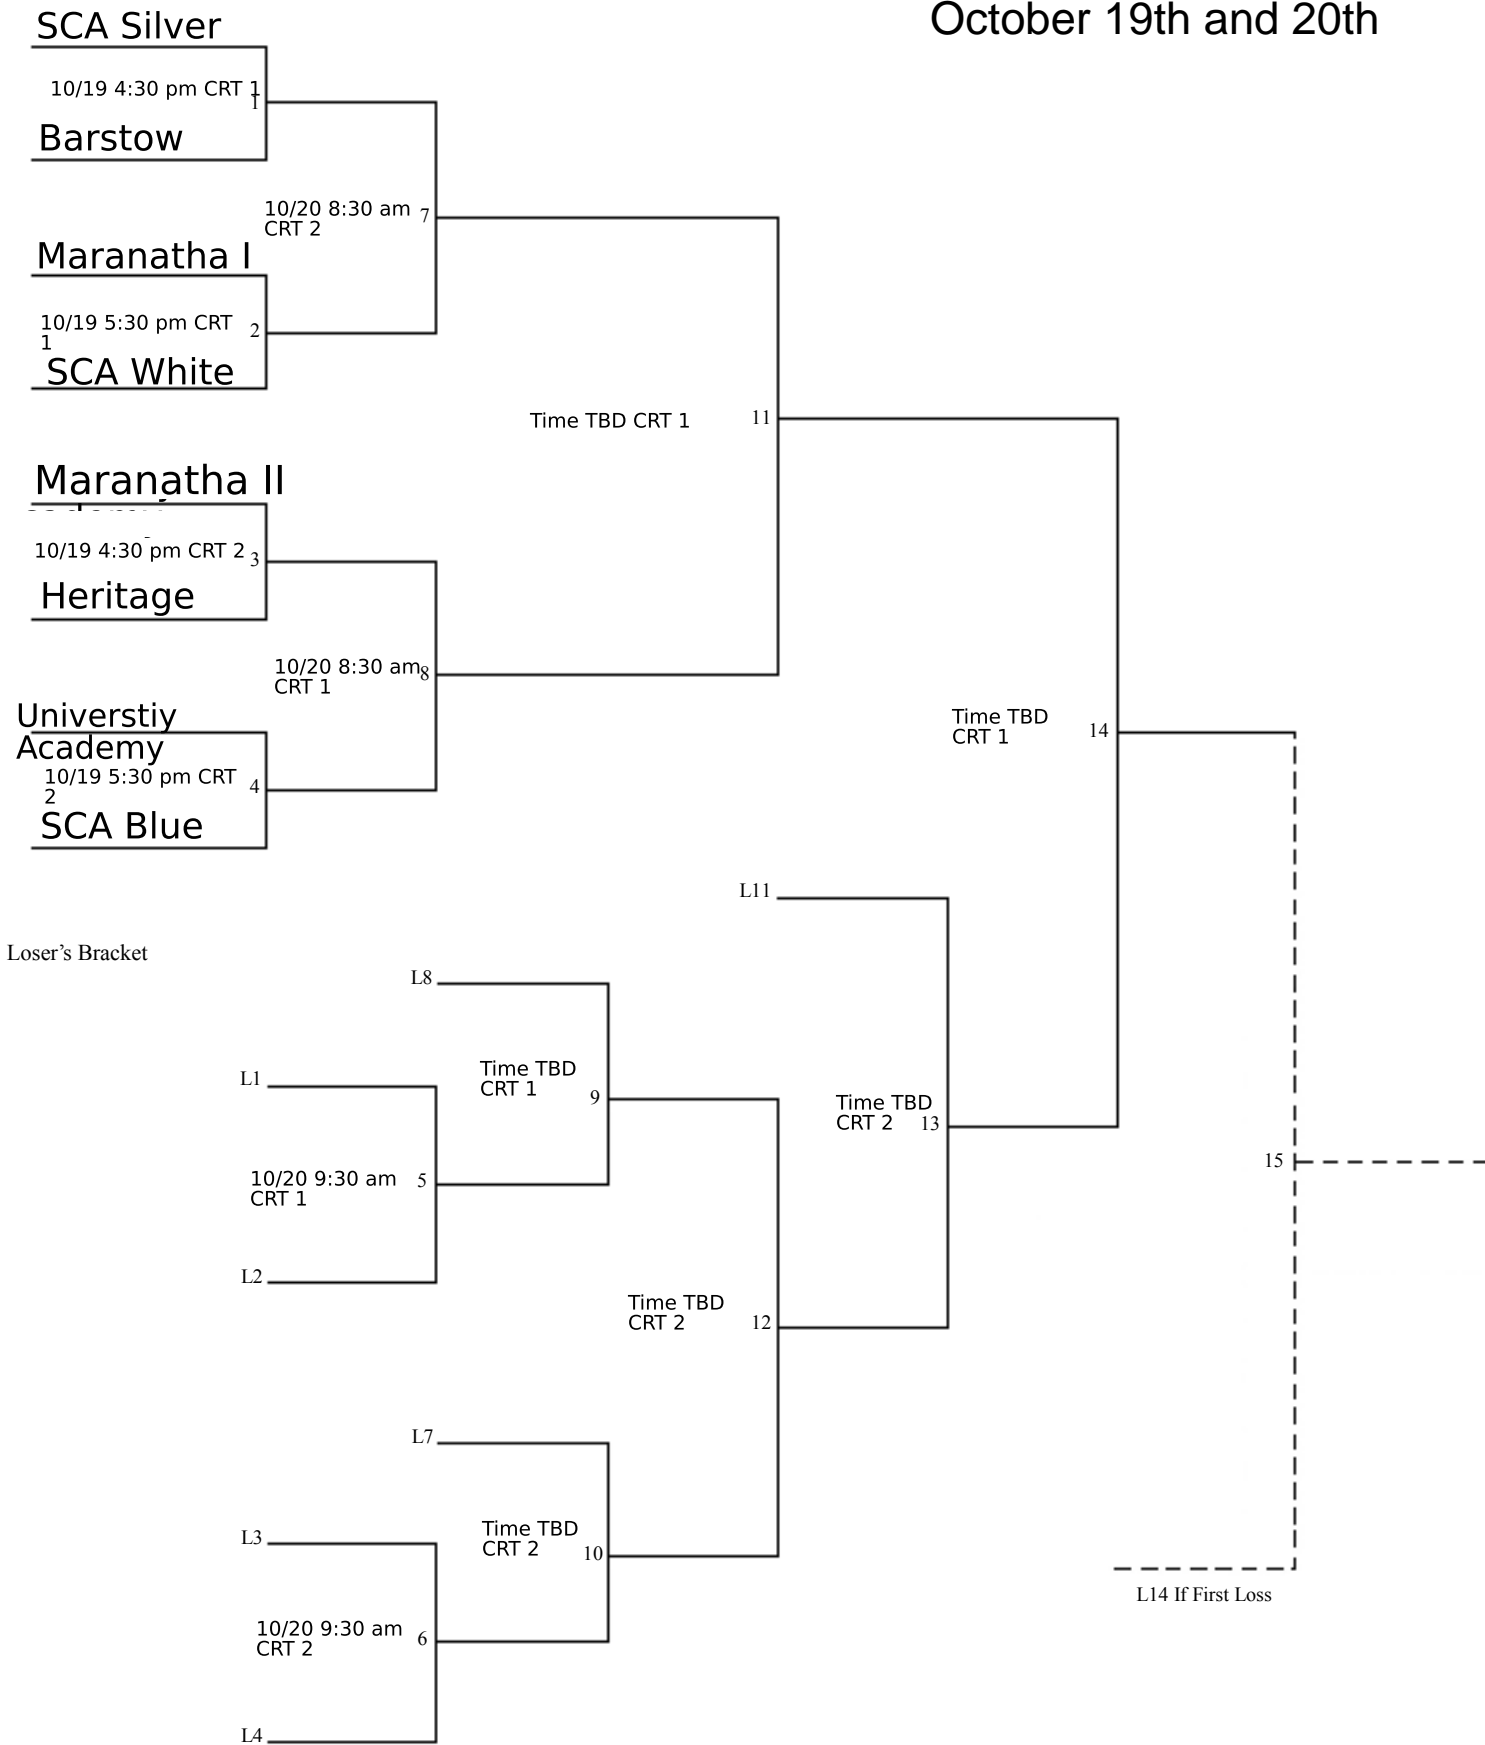 October 19th and 20th
SCA Silver
10/19 4:30 pm CRT 1
1
Barstow
10/20 8:30 am
CRT 2
7
Maranatha I
10/19 5:30 pm CRT
1
2
SCA White
Time TBD CRT 1
11
Maranatha II
10/19 4:30 pm CRT 2
3
Heritage
10/20 8:30 am
CRT 1
8
Universtiy
Academy
10/19 5:30 pm CRT
2
4
SCA Blue
Time TBD
CRT 1
14
L11
Loser’s Bracket
L8
Time TBD
CRT 1
9
L1
10/20 9:30 am
CRT 1
5
L2
Time TBD
CRT 2
13
15
Time TBD
CRT 2
12
L7
Time TBD
CRT 2
10
L3
10/20 9:30 am
CRT 2
6
L4
L14 If First Loss